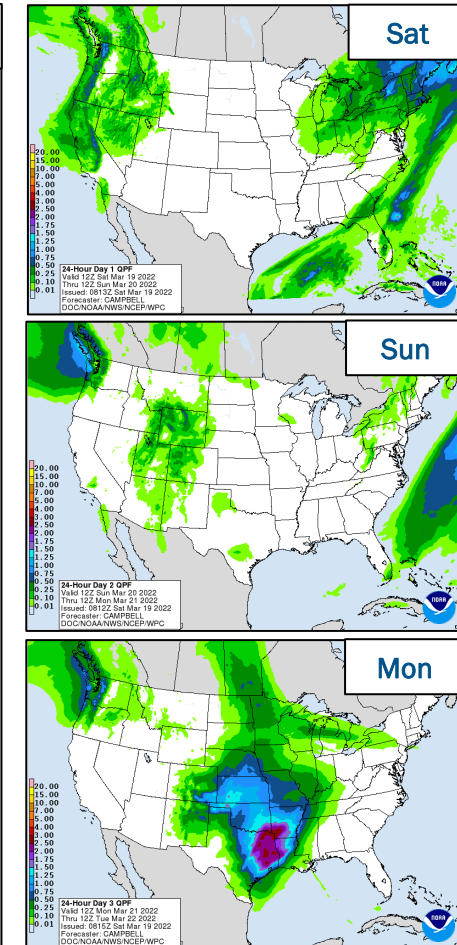 Sat
20.00
15.00
10.00
7.00
5.00
4.00
3.00
2.50
2.00
1.75
1.50
1.25
1.00
0.75
0.50
0.25
0.10
0.01
24-Hour Day 1 QPF
Valid 12Z Sat Mar 19 2022
Thru 12Z Sun Mar 20 2022
Issued: 0813Z Sat Mar 19 2022
Forecaster: CAMPBELL
DOC/NOAA/NWS/NCEP/WPC
NOAA
Sun
20.00
15.00
10.00
7.00
5.00
4.00
3.00
2.50
2.00
1.75
1.50
1.25
1.00
0.75
0.50
0.25
0.10
0.01
24-Hour Day 2 QPF
Valid 12Z Sun Mar 20 2022
Thru 12Z Mon Mar 21 2022
Issued: 0812Z Sat Mar 19 2022
Forecaster: CAMPBELL
DOC/NOAA/NWS/NCEP/WPC
NOAA
Mon
20.00
15.00
10.00
7.00
5.00
4.00
3.00
2.50
2.00
1.75
1.50
1.25
1.00
0.75
0.50
0.25
0.10
0.01
24-Hour Day 3 QPF
Valid 12Z Mon Mar 21 2022
Thru 12Z Tue Mar 22 2022
Issued: 0815Z Sat Mar 19 2022
Forecaster: CAMPBELL
DOC/NOAA/NWS/NCEP/WPC
NOAA